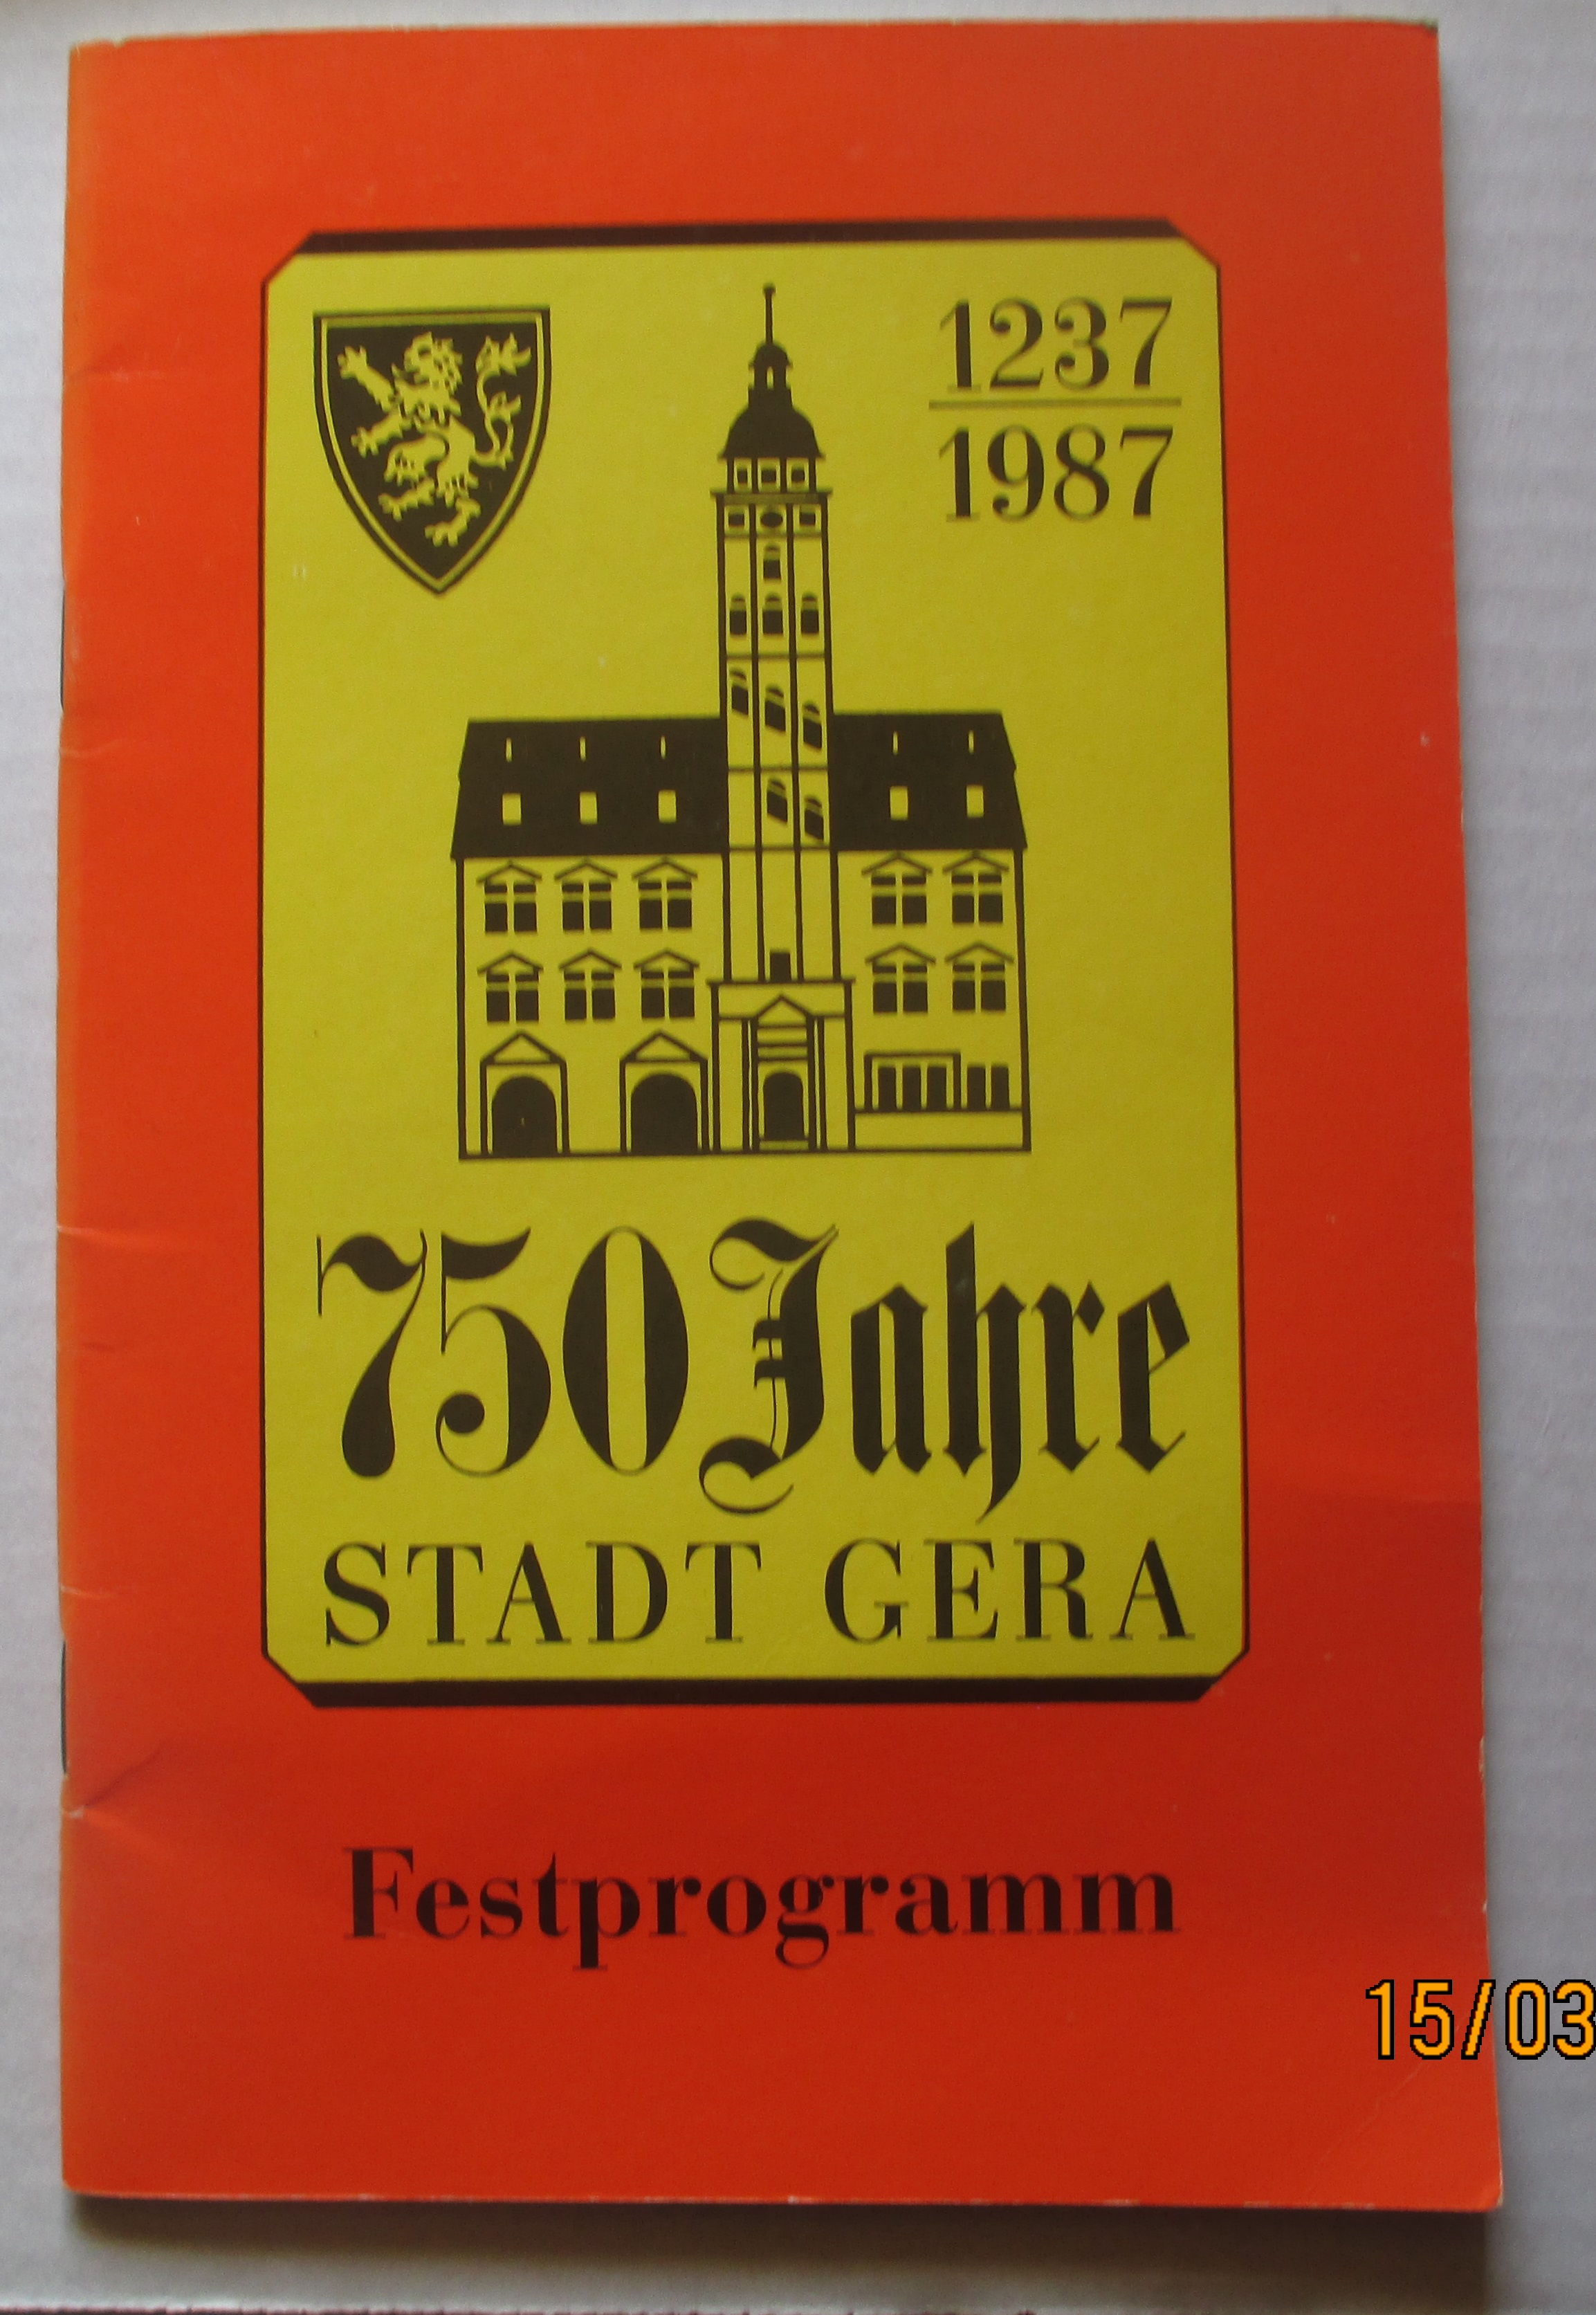 1237
1987
750 Jahre
STADT GERA
Festprogramm
15/03